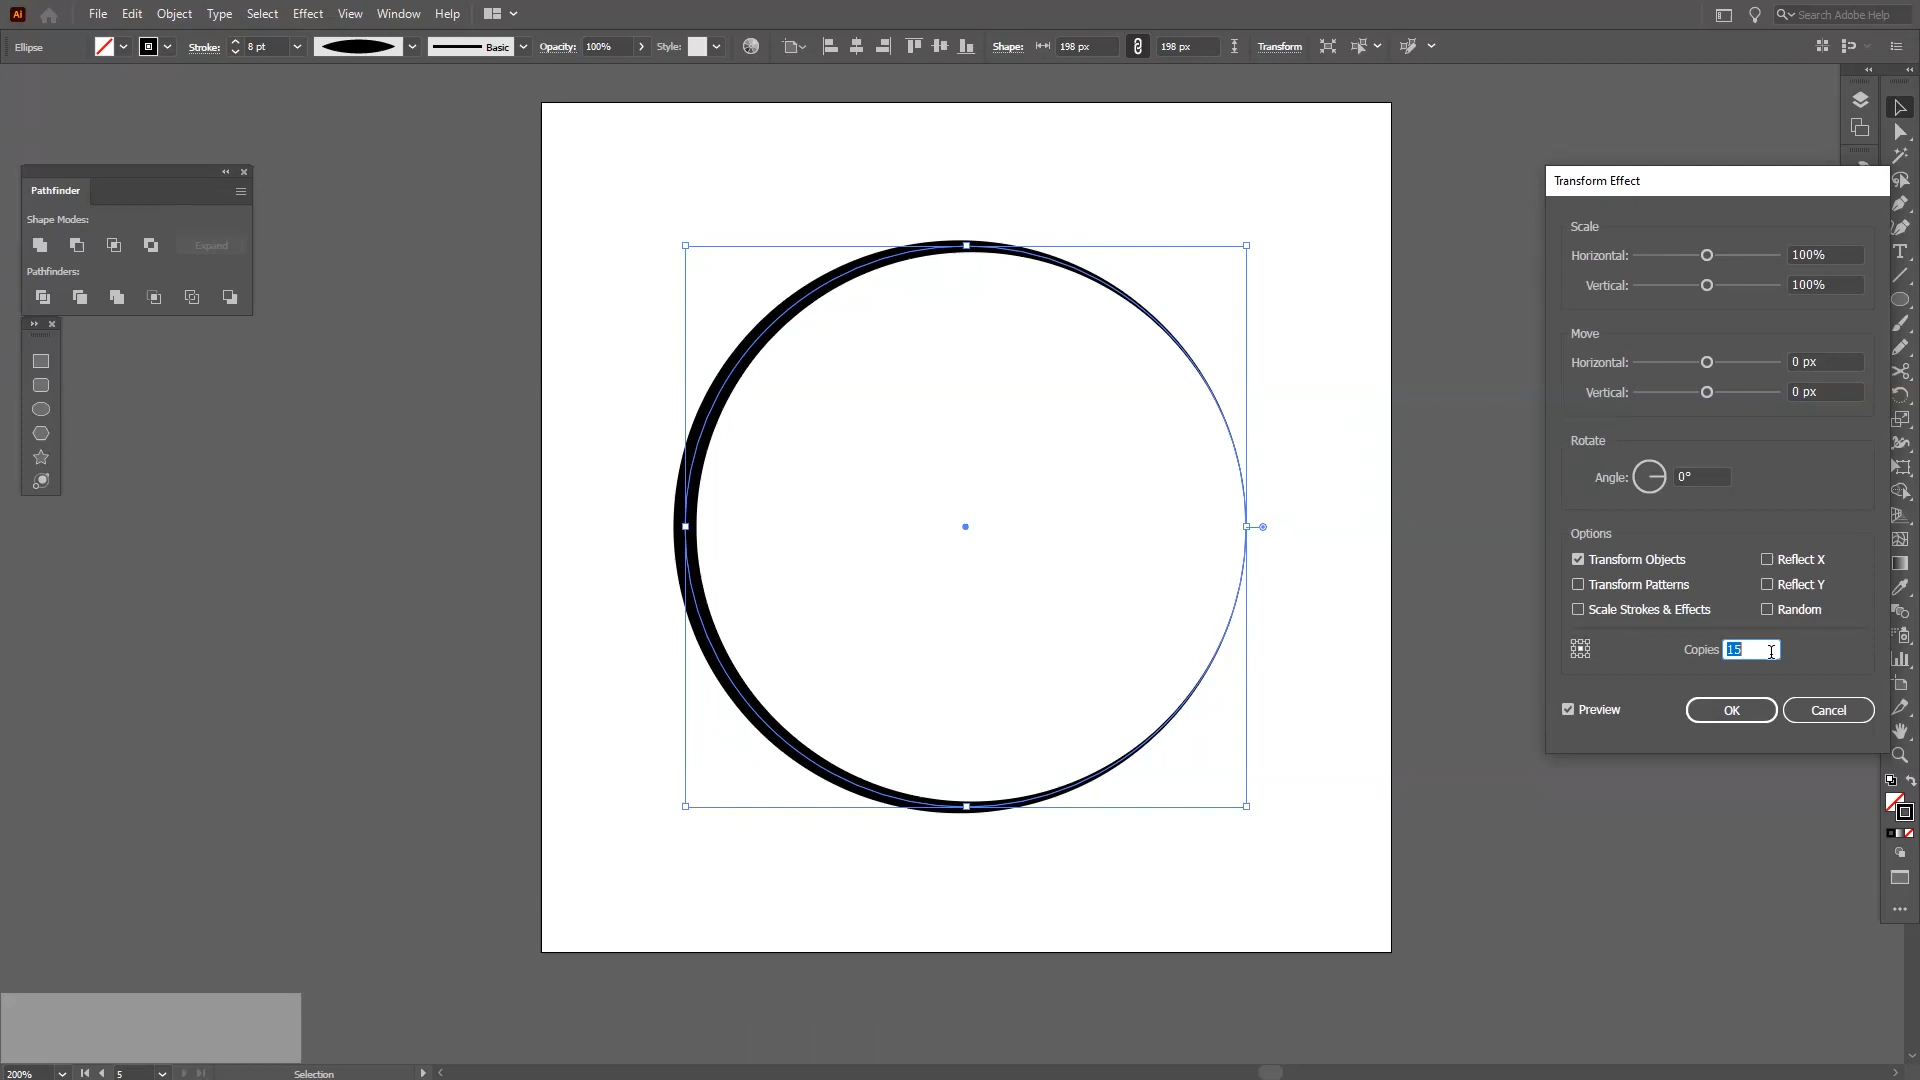 Ai File Edit Object Type Select Effect View Window Help Search Adobe Help
Ellipse Stroke: 8 pt Basic Opacity: 100% Style: Shape: 198 px 198 px Transform
Pathfinder
Shape Modes:
Expand
Pathfinders:
Transform Effect
Scale
Horizontal: 100%
Vertical: 100%
Move
Horizontal: 0 px
Vertical: 0 px
Rotate
Angle: 0°
Options
Transform Objects Reflect X
Transform Patterns Reflect Y
Scale Strokes & Effects Random
Copies 15
Preview OK Cancel
200% 5 Selection